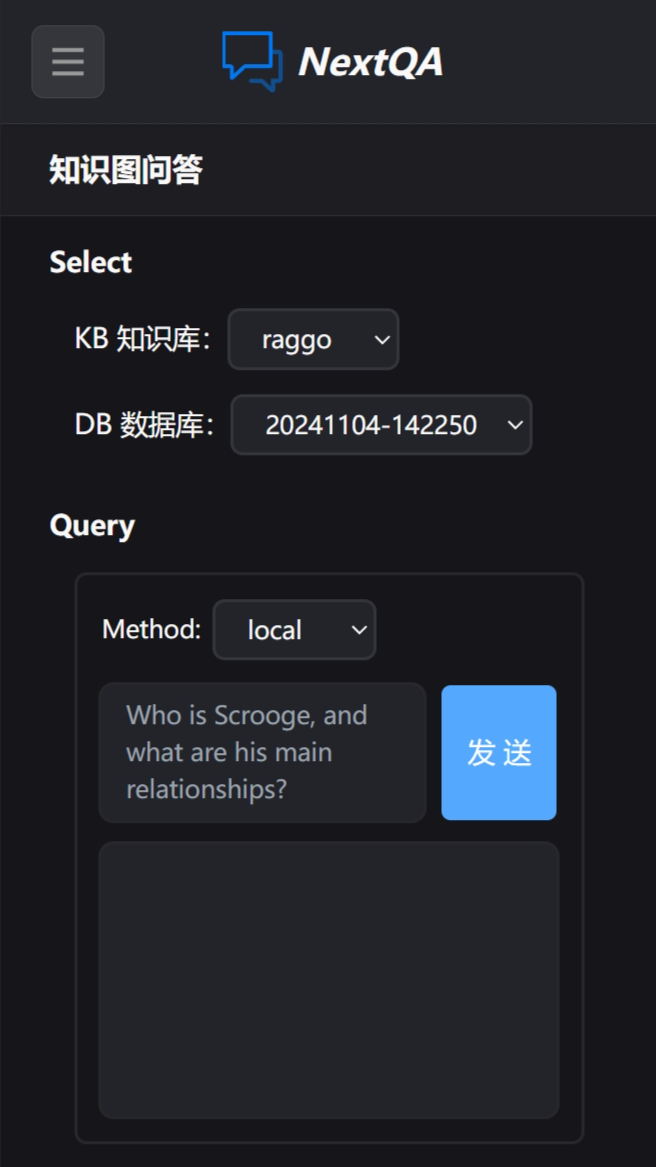 NextQA
知识图问答
Select
KB 知识库：
raggo
DB 数据库：
20241104-142250
Query
Method:
local
Who is Scrooge, and
what are his main
relationships?
发 送